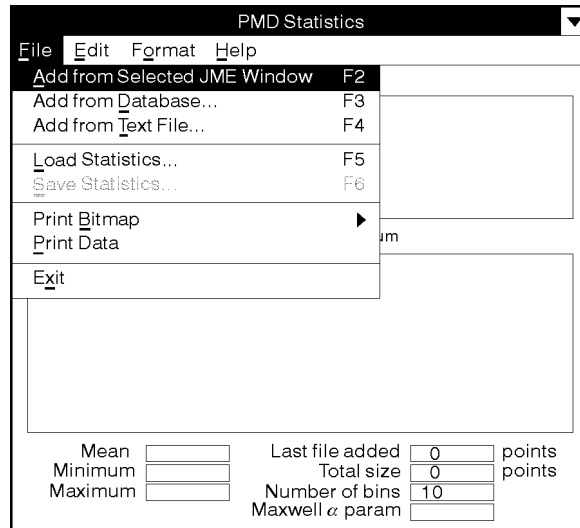 PMD Statistics
File Edit Format Help
Add from Selected JME Window F2
Add from Database... F3
Add from Text File... F4
Load Statistics... F5
Save Statistics... F6
Print Bitmap
Print Data
Exit
Mean Last file added 0 points
Minimum Total size 0 points
Maximum Number of bins 10
Maxwell α param